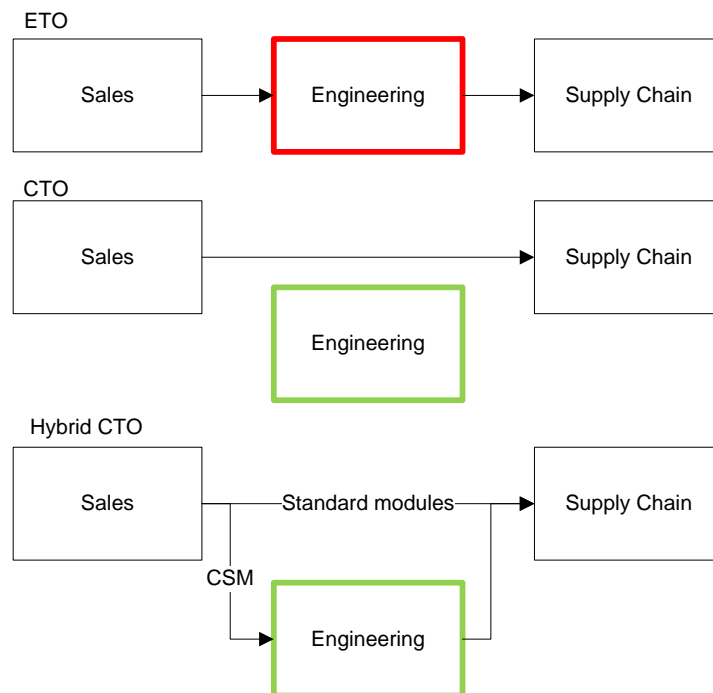 ETO
Sales
Engineering
Supply Chain
CTO
Sales
Supply Chain
Engineering
Hybrid CTO
Sales
Standard modules
Supply Chain
CSM
Engineering